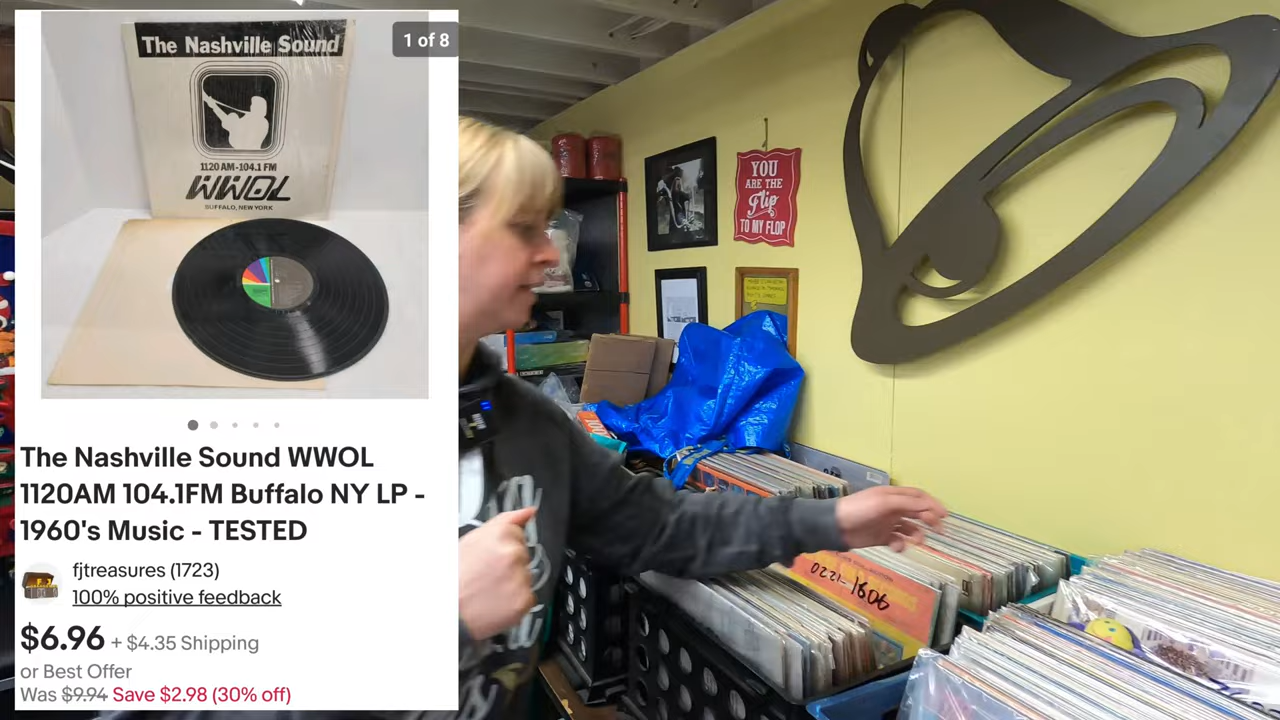 1 of 8
The Nashville Sound
1120 AM-104.1 FM
WWOL
BUFFALO, NEW YORK
The Nashville Sound WWOL
1120AM 104.1FM Buffalo NY LP -
1960's Music - TESTED
fjtreasures (1723)
100% positive feedback
$6.96 + $4.35 Shipping
or Best Offer
Was $9.94 Save $2.98 (30% off)
YOU
ARE THE
Flip
TO MY FLOP
0221-1806